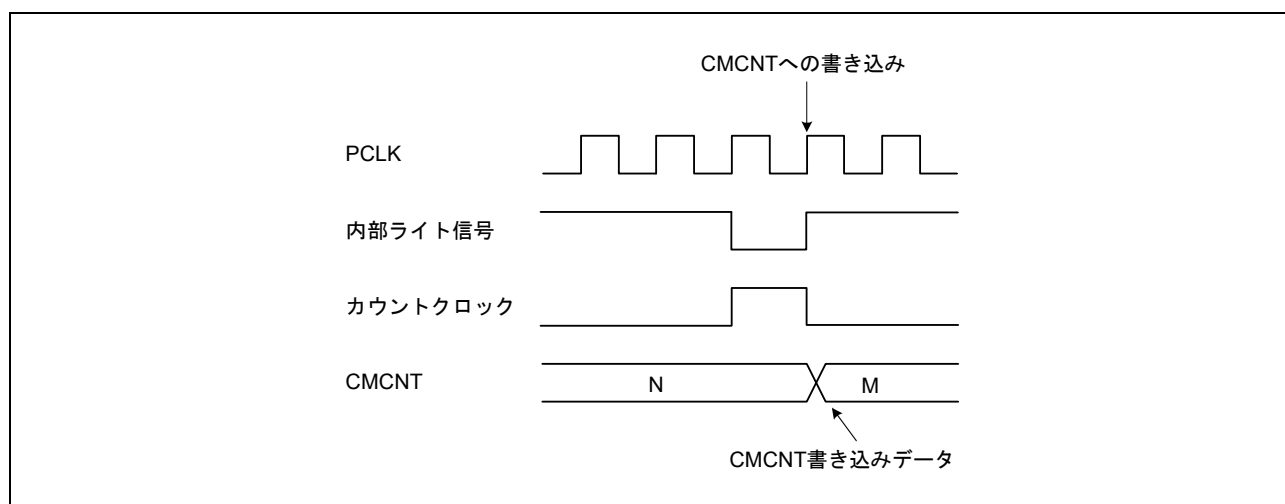 CMCNTへの書き込み
PCLK
内部ライト信号
カウントクロック
CMCNT
N
M
CMCNT書き込みデータ